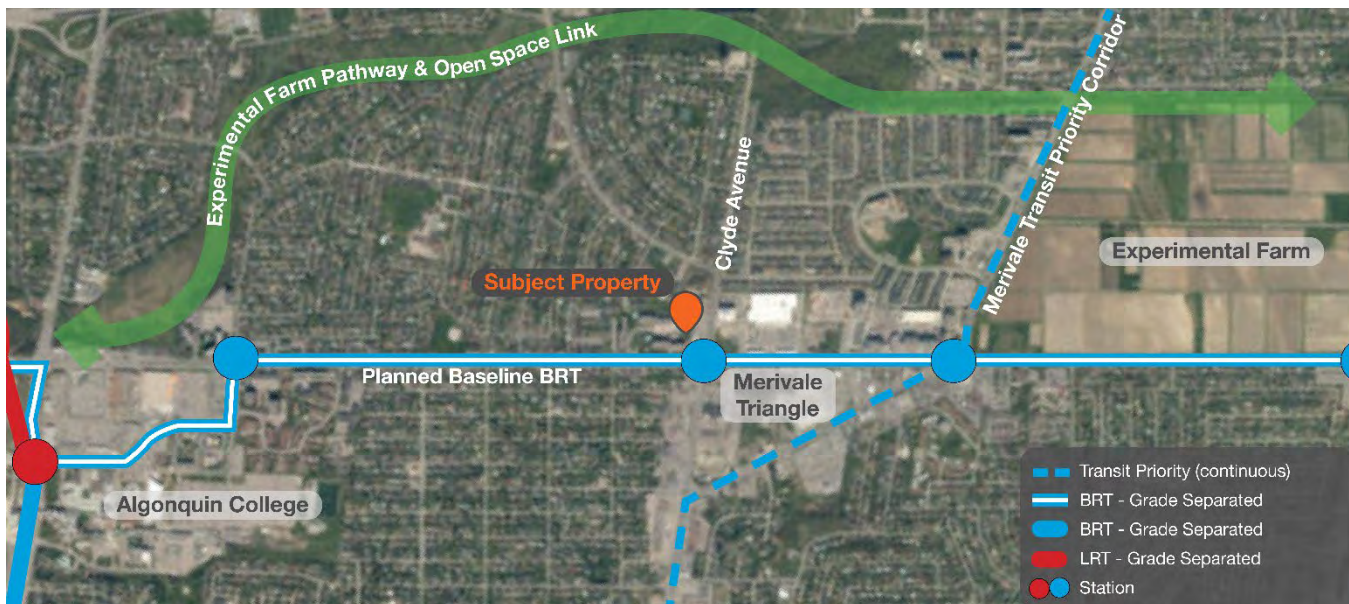 Experimental Farm Pathway & Open Space Link
Merivale Transit Priority Corridor
Clyde Avenue
Experimental Farm
Subject Property
Planned Baseline BRT
Merivale
Triangle
Algonquin College
Transit Priority (continuous)
BRT - Grade Separated
BRT - Grade Separated
LRT - Grade Separated
Station